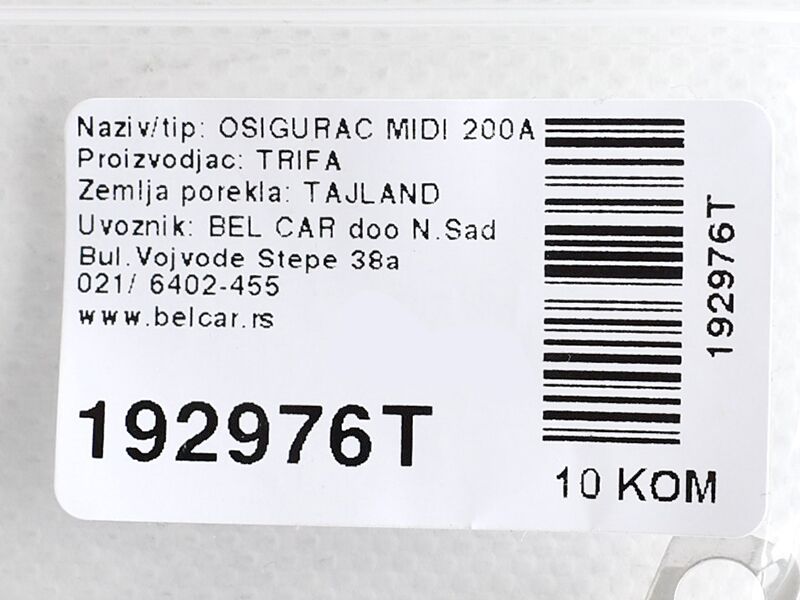 Naziv/tip: OSIGURAC MIDI 200A
Proizvodjac: TRIFA
Zemlja porekla: TAJLAND
Uvoznik: BEL CAR doo N.Sad
Bul.Vojvode Stepe 38a
021/ 6402-455
www.belcar.rs
192976T
192976T
10 KOM